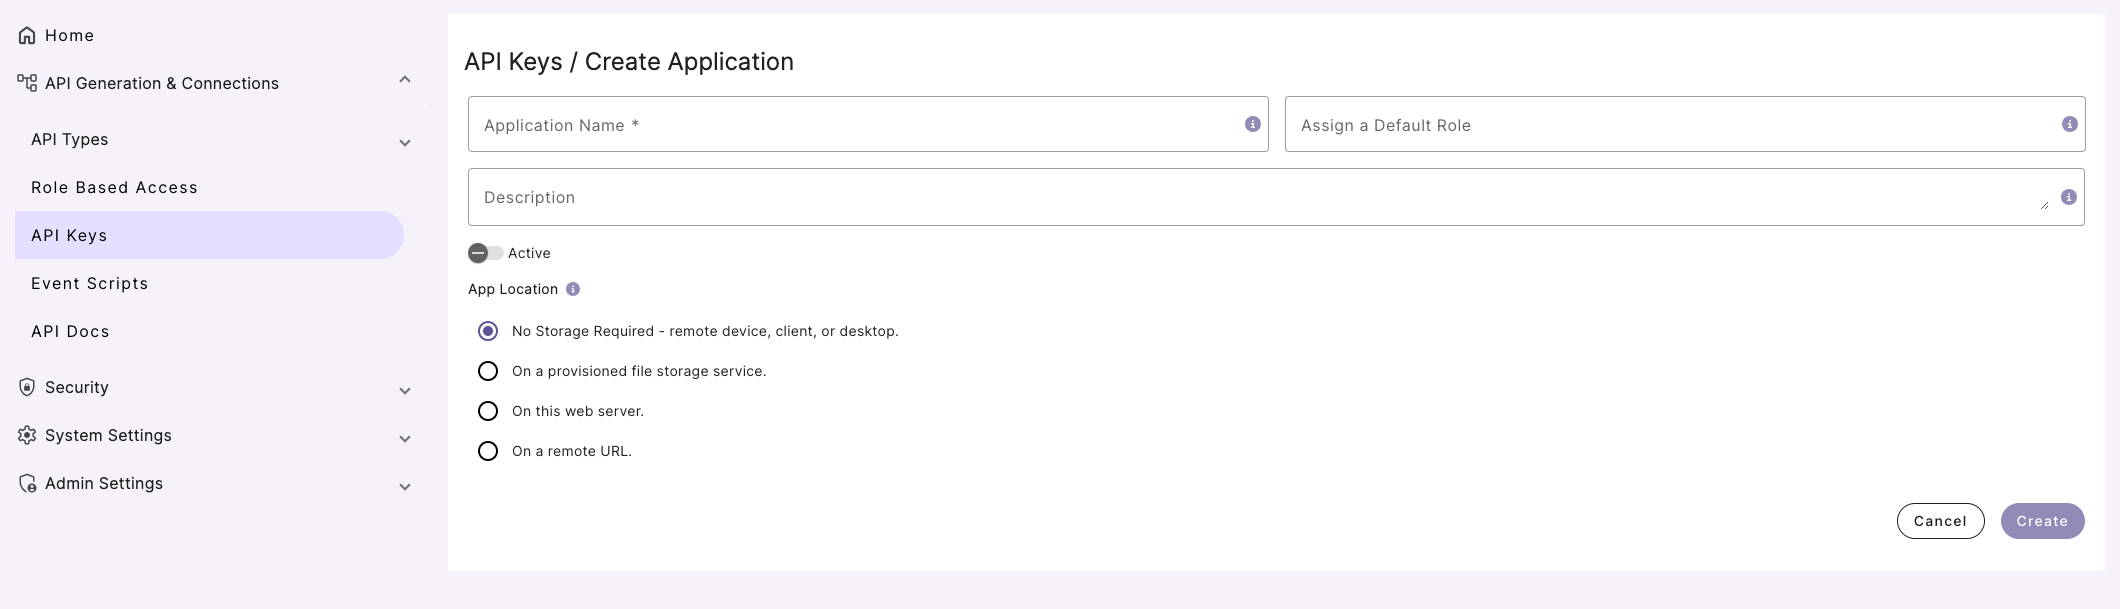 Home
API Generation & Connections
API Types
Role Based Access
API Keys
Event Scripts
API Docs
Security
System Settings
Admin Settings
API Keys / Create Application
Application Name *
Assign a Default Role
Description
Active
App Location
No Storage Required - remote device, client, or desktop.
On a provisioned file storage service.
On this web server.
On a remote URL.
Cancel
Create